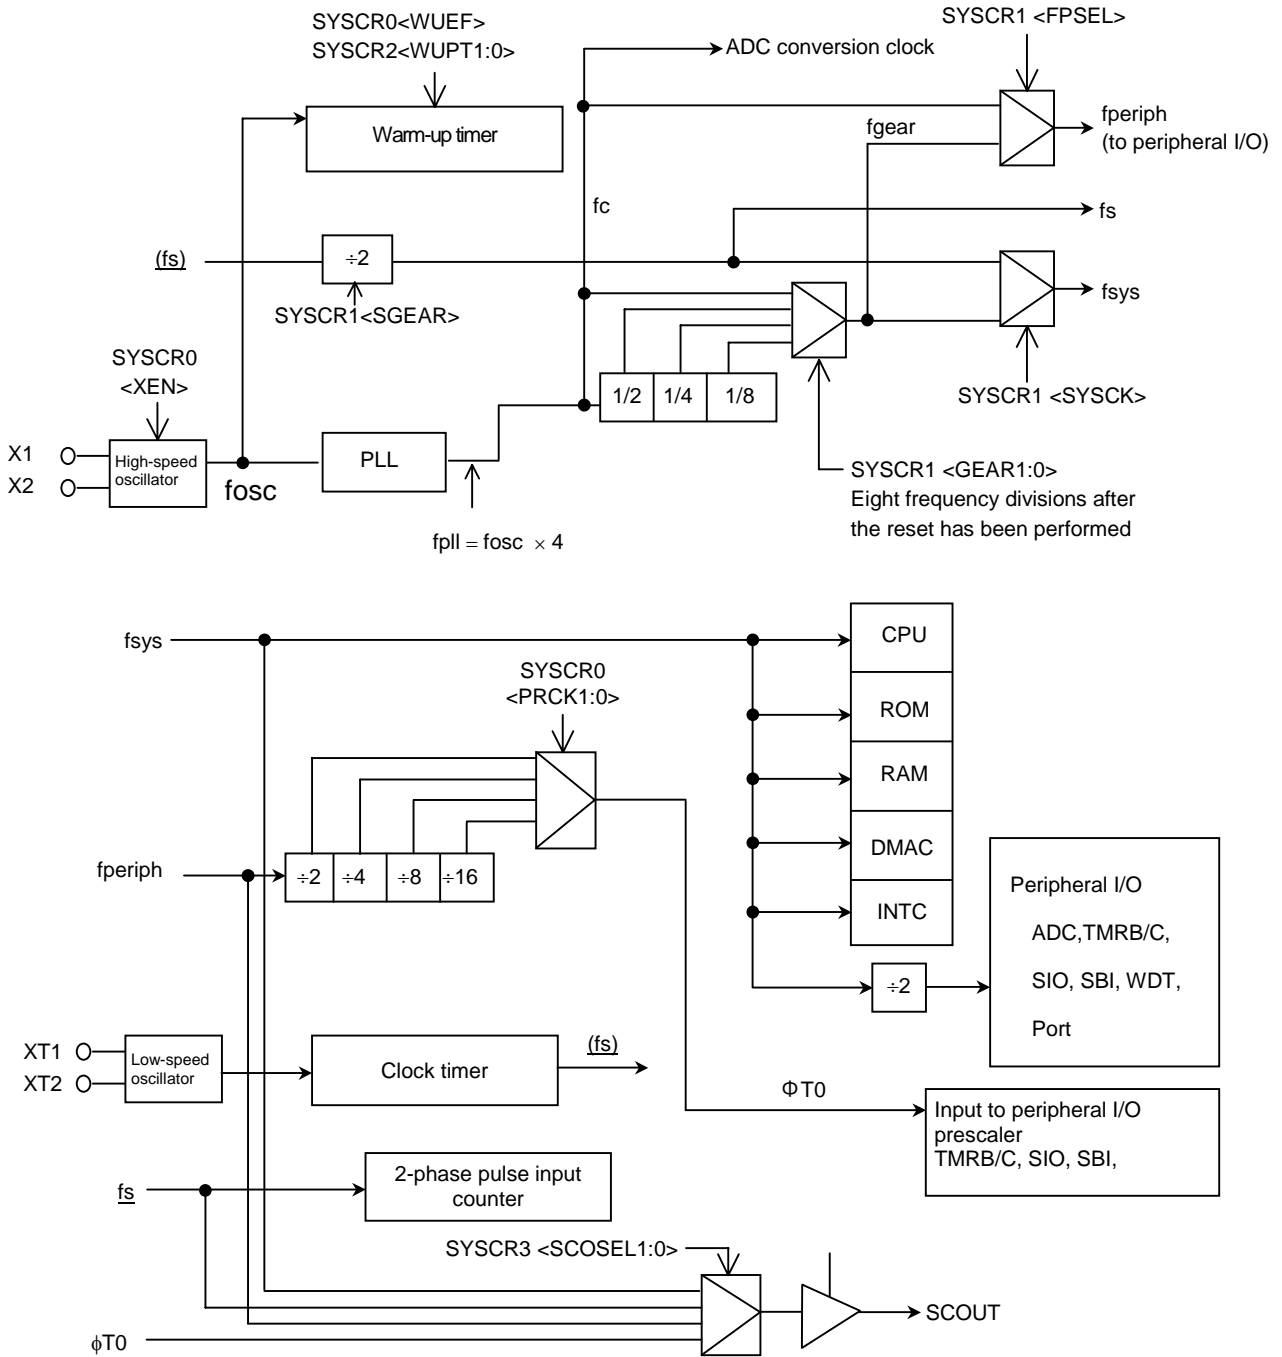 SYSCR0<WUEF>
SYSCR2<WUPT1:0>
SYSCR1 <FPSEL>
ADC conversion clock
Warm-up timer
fgear
fperiph
(to peripheral I/O)
fc
fs
(fs)
÷2
SYSCR1<SGEAR>
fsys
SYSCR0
<XEN>
1/2
1/4
1/8
SYSCR1 <SYSCK>
X1
X2
High-speed
oscillator
fosc
PLL
SYSCR1 <GEAR1:0>
Eight frequency divisions after
the reset has been performed
fpll = fosc × 4
fsys
CPU
SYSCR0
<PRCK1:0>
ROM
RAM
DMAC
INTC
fperiph
÷2
÷4
÷8
÷16
Peripheral I/O
ADC,TMRB/C,
SIO, SBI, WDT,
Port
÷2
XT1
XT2
Low-speed
oscillator
Clock timer
(fs)
ΦT0
Input to peripheral I/O
prescaler
TMRB/C, SIO, SBI,
fs
2-phase pulse input
counter
SYSCR3 <SCOSEL1:0>
SCOUT
ϕT0